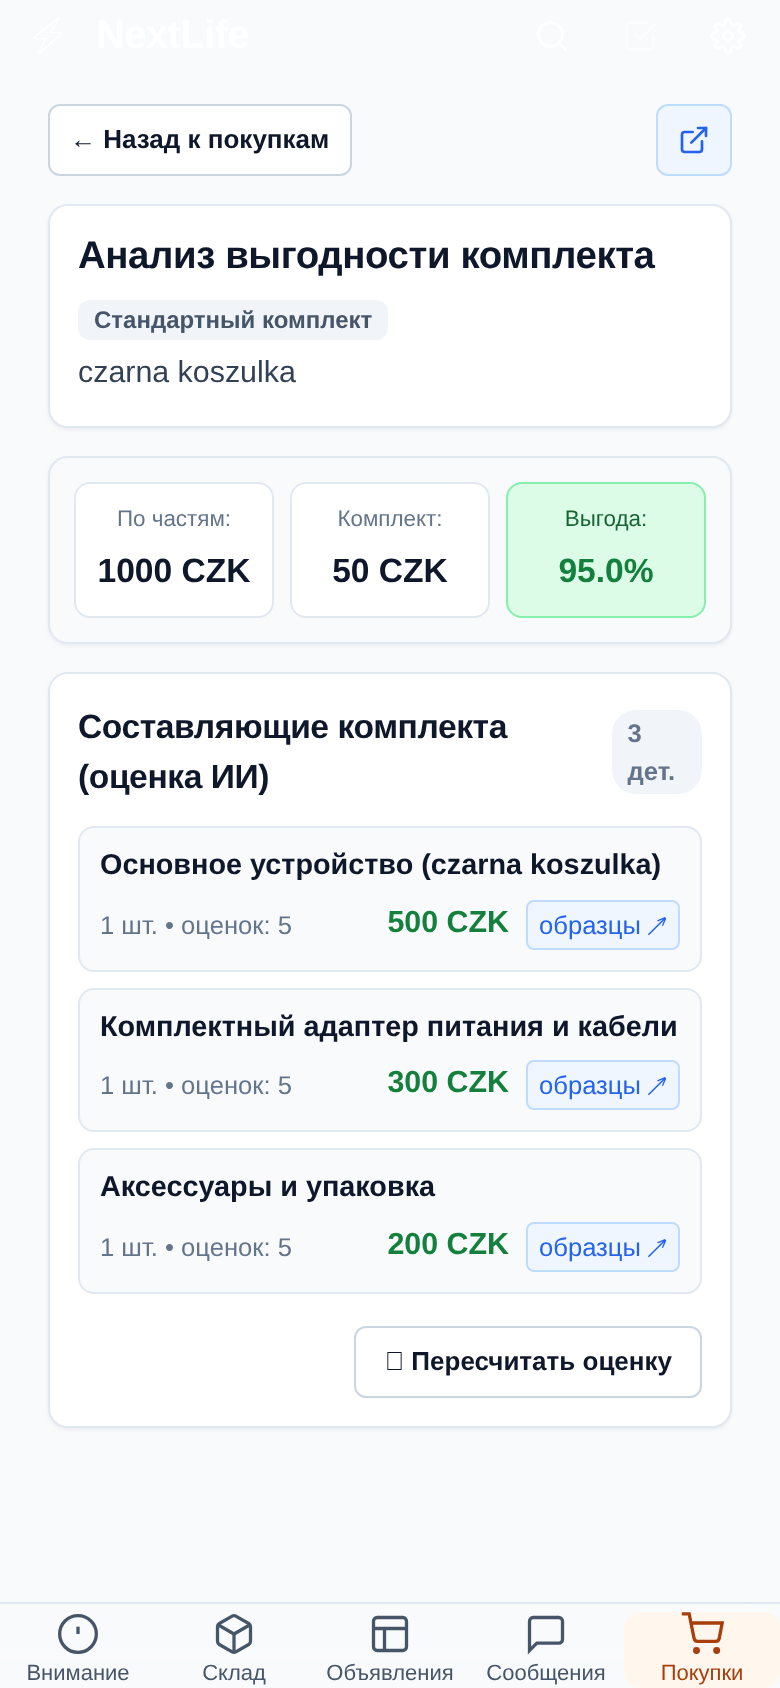 NextLife
← Назад к покупкам
Анализ выгодности комплекта
Стандартный комплект
czarna koszulka
По частям:
1000 CZK
Комплект:
50 CZK
Выгода:
95.0%
Составляющие комплекта
(оценка ИИ)
3
дет.
Основное устройство (czarna koszulka)
1 шт. • оценок: 5
500 CZK
образцы ↗
Комплектный адаптер питания и кабели
1 шт. • оценок: 5
300 CZK
образцы ↗
Аксессуары и упаковка
1 шт. • оценок: 5
200 CZK
образцы ↗
Пересчитать оценку
Внимание
Склад
Объявления
Сообщения
Покупки